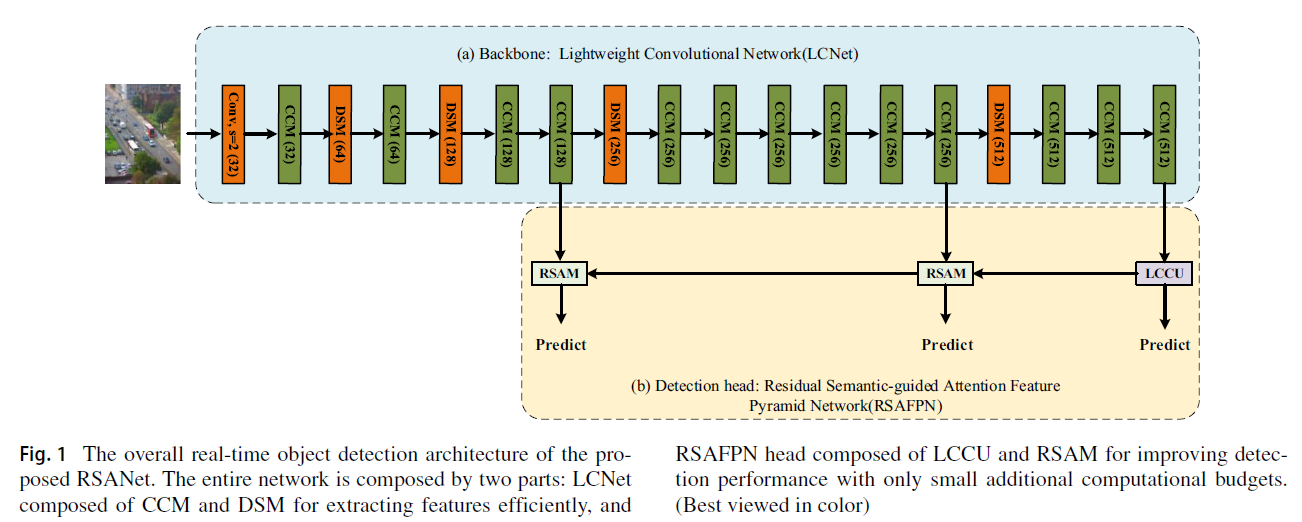 (a) Backbone: Lightweight Convolutional Network(LCNet)
Conv, s=2 (32)
CCM (32)
DSM (64)
CCM (64)
DSM (128)
CCM (128)
CCM (128)
DSM (256)
CCM (256)
CCM (256)
CCM (256)
CCM (256)
CCM (256)
CCM (256)
DSM (512)
CCM (512)
CCM (512)
CCM (512)
RSAM
RSAM
LCCU
Predict
Predict
Predict
(b) Detection head: Residual Semantic-guided Attention Feature
Pyramid Network(RSAFPN)
Fig. 1 The overall real-time object detection architecture of the pro-
posed RSANet. The entire network is composed by two parts: LCNet
composed of CCM and DSM for extracting features efficiently, and
RSAFPN head composed of LCCU and RSAM for improving detec-
tion performance with only small additional computational budgets.
(Best viewed in color)